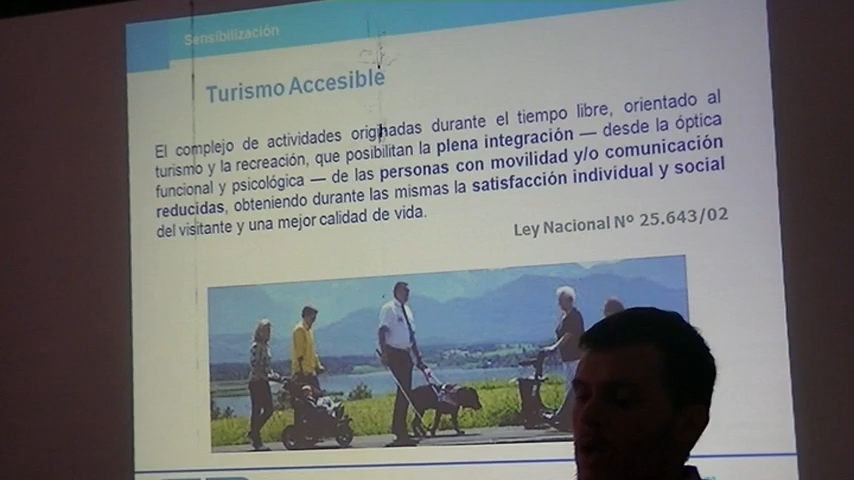 Sensibilización
Turismo Accesible
El complejo de actividades originadas durante el tiempo libre, orientado al
turismo y la recreación, que posibilitan la plena integración — desde la óptica
funcional y psicológica — de las personas con movilidad y/o comunicación
reducidas, obteniendo durante las mismas la satisfacción individual y social
del visitante y una mejor calidad de vida.
Ley Nacional Nº 25.643/02